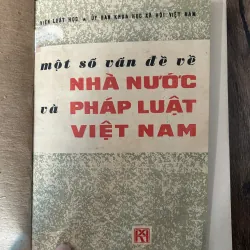 VIỆN LUẬT HỌC ★ ỦY BAN KHOA HỌC XÃ HỘI VIỆT NAM
một số vấn đề về
NHÀ NƯỚC
và PHÁP LUẬT
VIỆT NAM